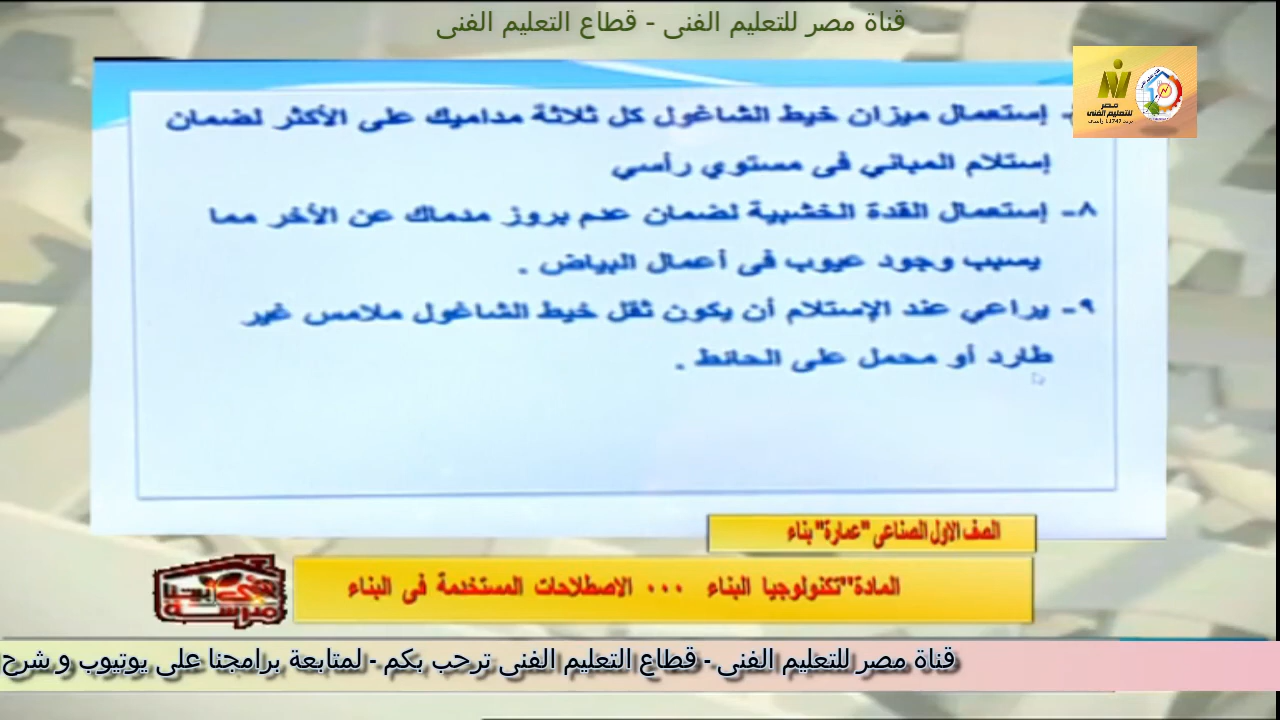 قناة مصر للتعليم الفنى - قطاع التعليم الفنى
مصر
للتعليم الفنى
إستعمال ميزان خيط الشاغول كل ثلاثة مداميك على الأكثر لضمان
إستلام المباني فى مستوي رأسي
٨- إستعمال القدة الخشبية لضمان عدم بروز مدماك عن الأخر مما
يسبب وجود عيوب فى أعمال البياض .
٩- يراعي عند الإستلام أن يكون ثقل خيط الشاغول ملامس غير
طارد أو محمل على الحائط .
الصف الاول الصناعى "عمارة" بناء
المادة"تكنولوجيا البناء ٠٠٠ الاصطلاحات المستخدمة فى البناء
قناة مصر للتعليم الفنى - قطاع التعليم الفنى ترحب بكم - لمتابعة برامجنا على يوتيوب و شرح